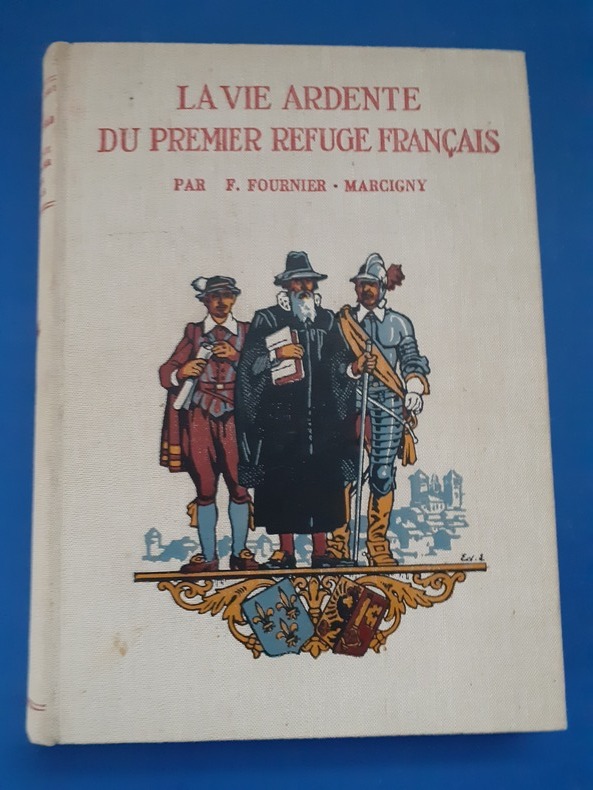 LA VIE ARDENTE
DU PREMIER REFUGE FRANÇAIS
PAR F. FOURNIER · MARCIGNY